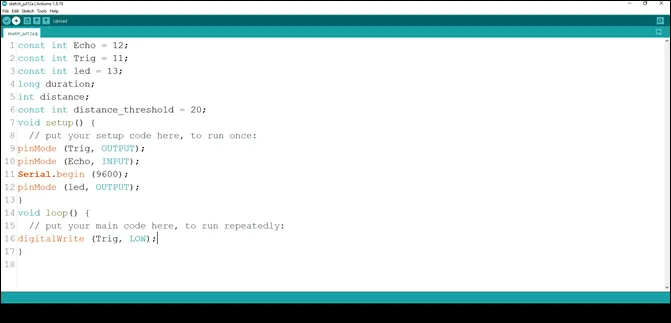 sketch_jul12a | Arduino 1.8.19
File Edit Sketch Tools Help
Upload
sketch_jul12a§
1 const int Echo = 12;
2 const int Trig = 11;
3 const int led = 13;
4 long duration;
5 int distance;
6 const int distance_threshold = 20;
7 void setup() {
8 // put your setup code here, to run once:
9 pinMode (Trig, OUTPUT);
10 pinMode (Echo, INPUT);
11 Serial.begin (9600);
12 pinMode (led, OUTPUT);
13 }
14 void loop() {
15 // put your main code here, to run repeatedly:
16 digitalWrite (Trig, LOW);
17 }
18